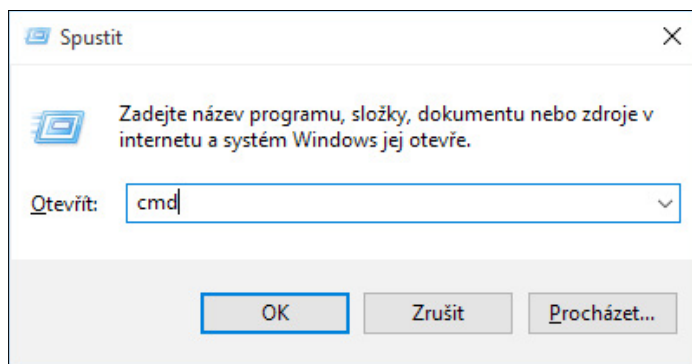 Spustit
Zadejte název programu, složky, dokumentu nebo zdroje v
internetu a systém Windows jej otevře.
Otevřít: cmd
OK Zrušit Procházet...